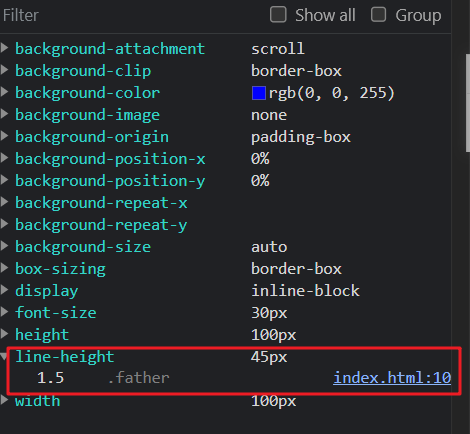 Filter Show all Group
background-attachment scroll
background-clip border-box
background-color rgb(0, 0, 255)
background-image none
background-origin padding-box
background-position-x 0%
background-position-y 0%
background-repeat-x
background-repeat-y
background-size auto
box-sizing border-box
display inline-block
font-size 30px
height 100px
line-height 45px
1.5 .father index.html:10
width 100px